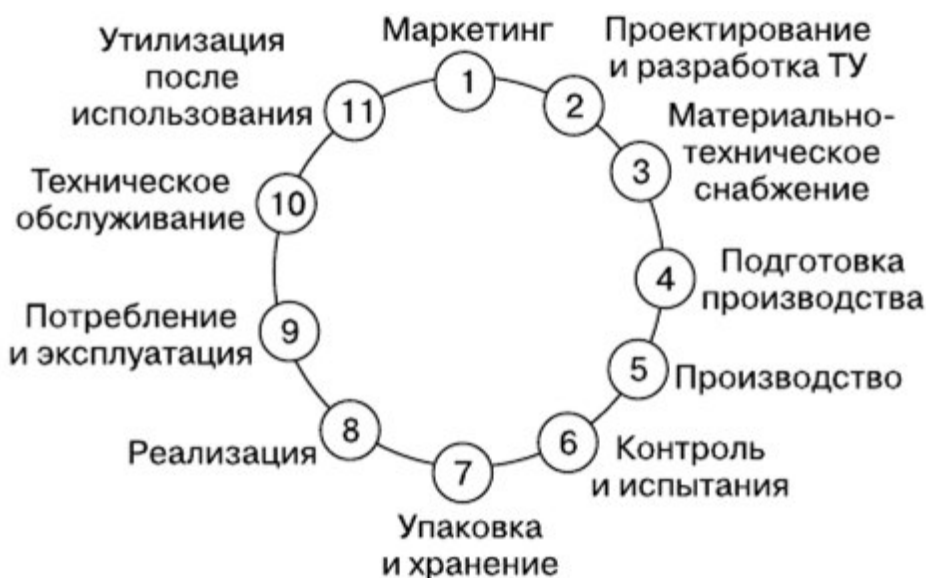 Маркетинг
1
Проектирование
и разработка ТУ
2
Материально-
техническое
снабжение
3
Подготовка
производства
4
Производство
5
Контроль
и испытания
6
Упаковка
и хранение
7
Реализация
8
Потребление
и эксплуатация
9
Техническое
обслуживание
10
Утилизация
после
использования
11